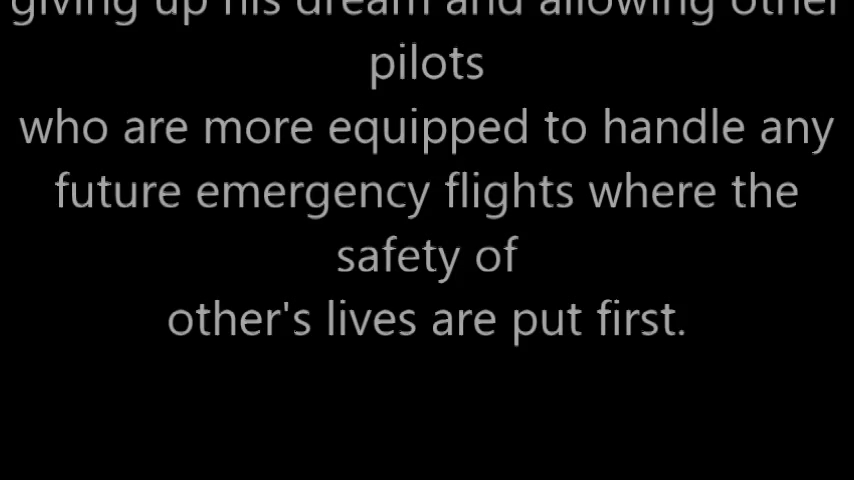 giving up his dream and allowing other
pilots
who are more equipped to handle any
future emergency flights where the
safety of
other's lives are put first.